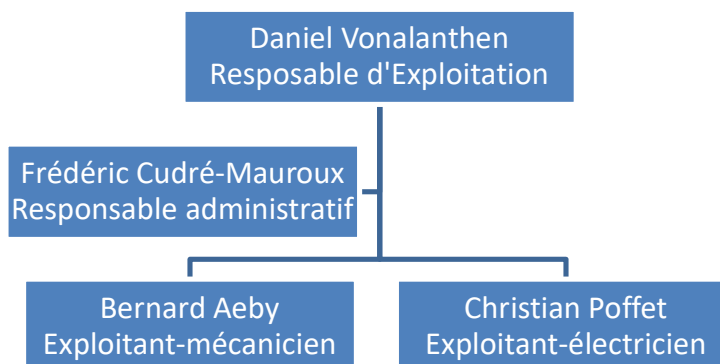 Daniel Vonalanthen
Resposable d'Exploitation
Frédéric Cudré-Mauroux
Responsable administratif
Bernard Aeby
Exploitant-mécanicien
Christian Poffet
Exploitant-électricien